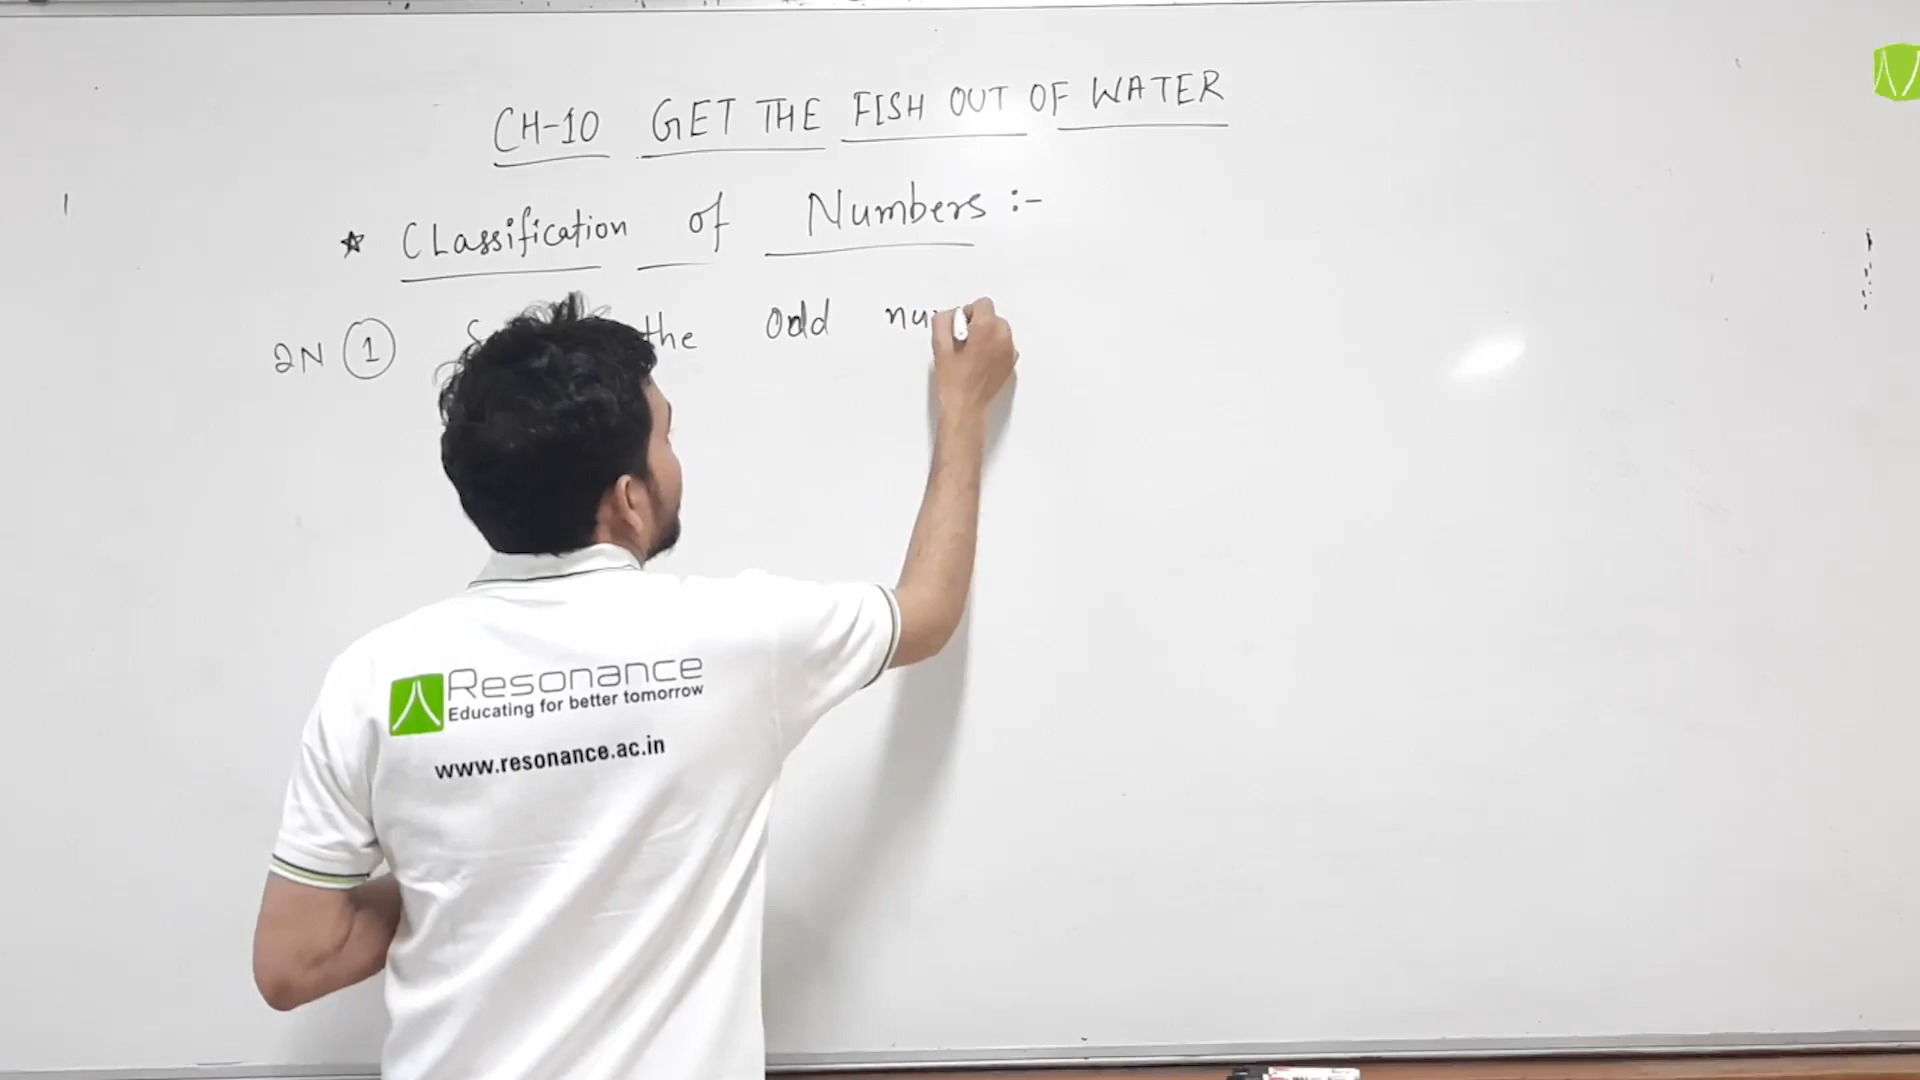 CH-10 GET THE FISH OUT OF WATER
* Classification of Numbers :-
QN 1 the odd
Resonance
Educating for better tomorrow
www.resonance.ac.in